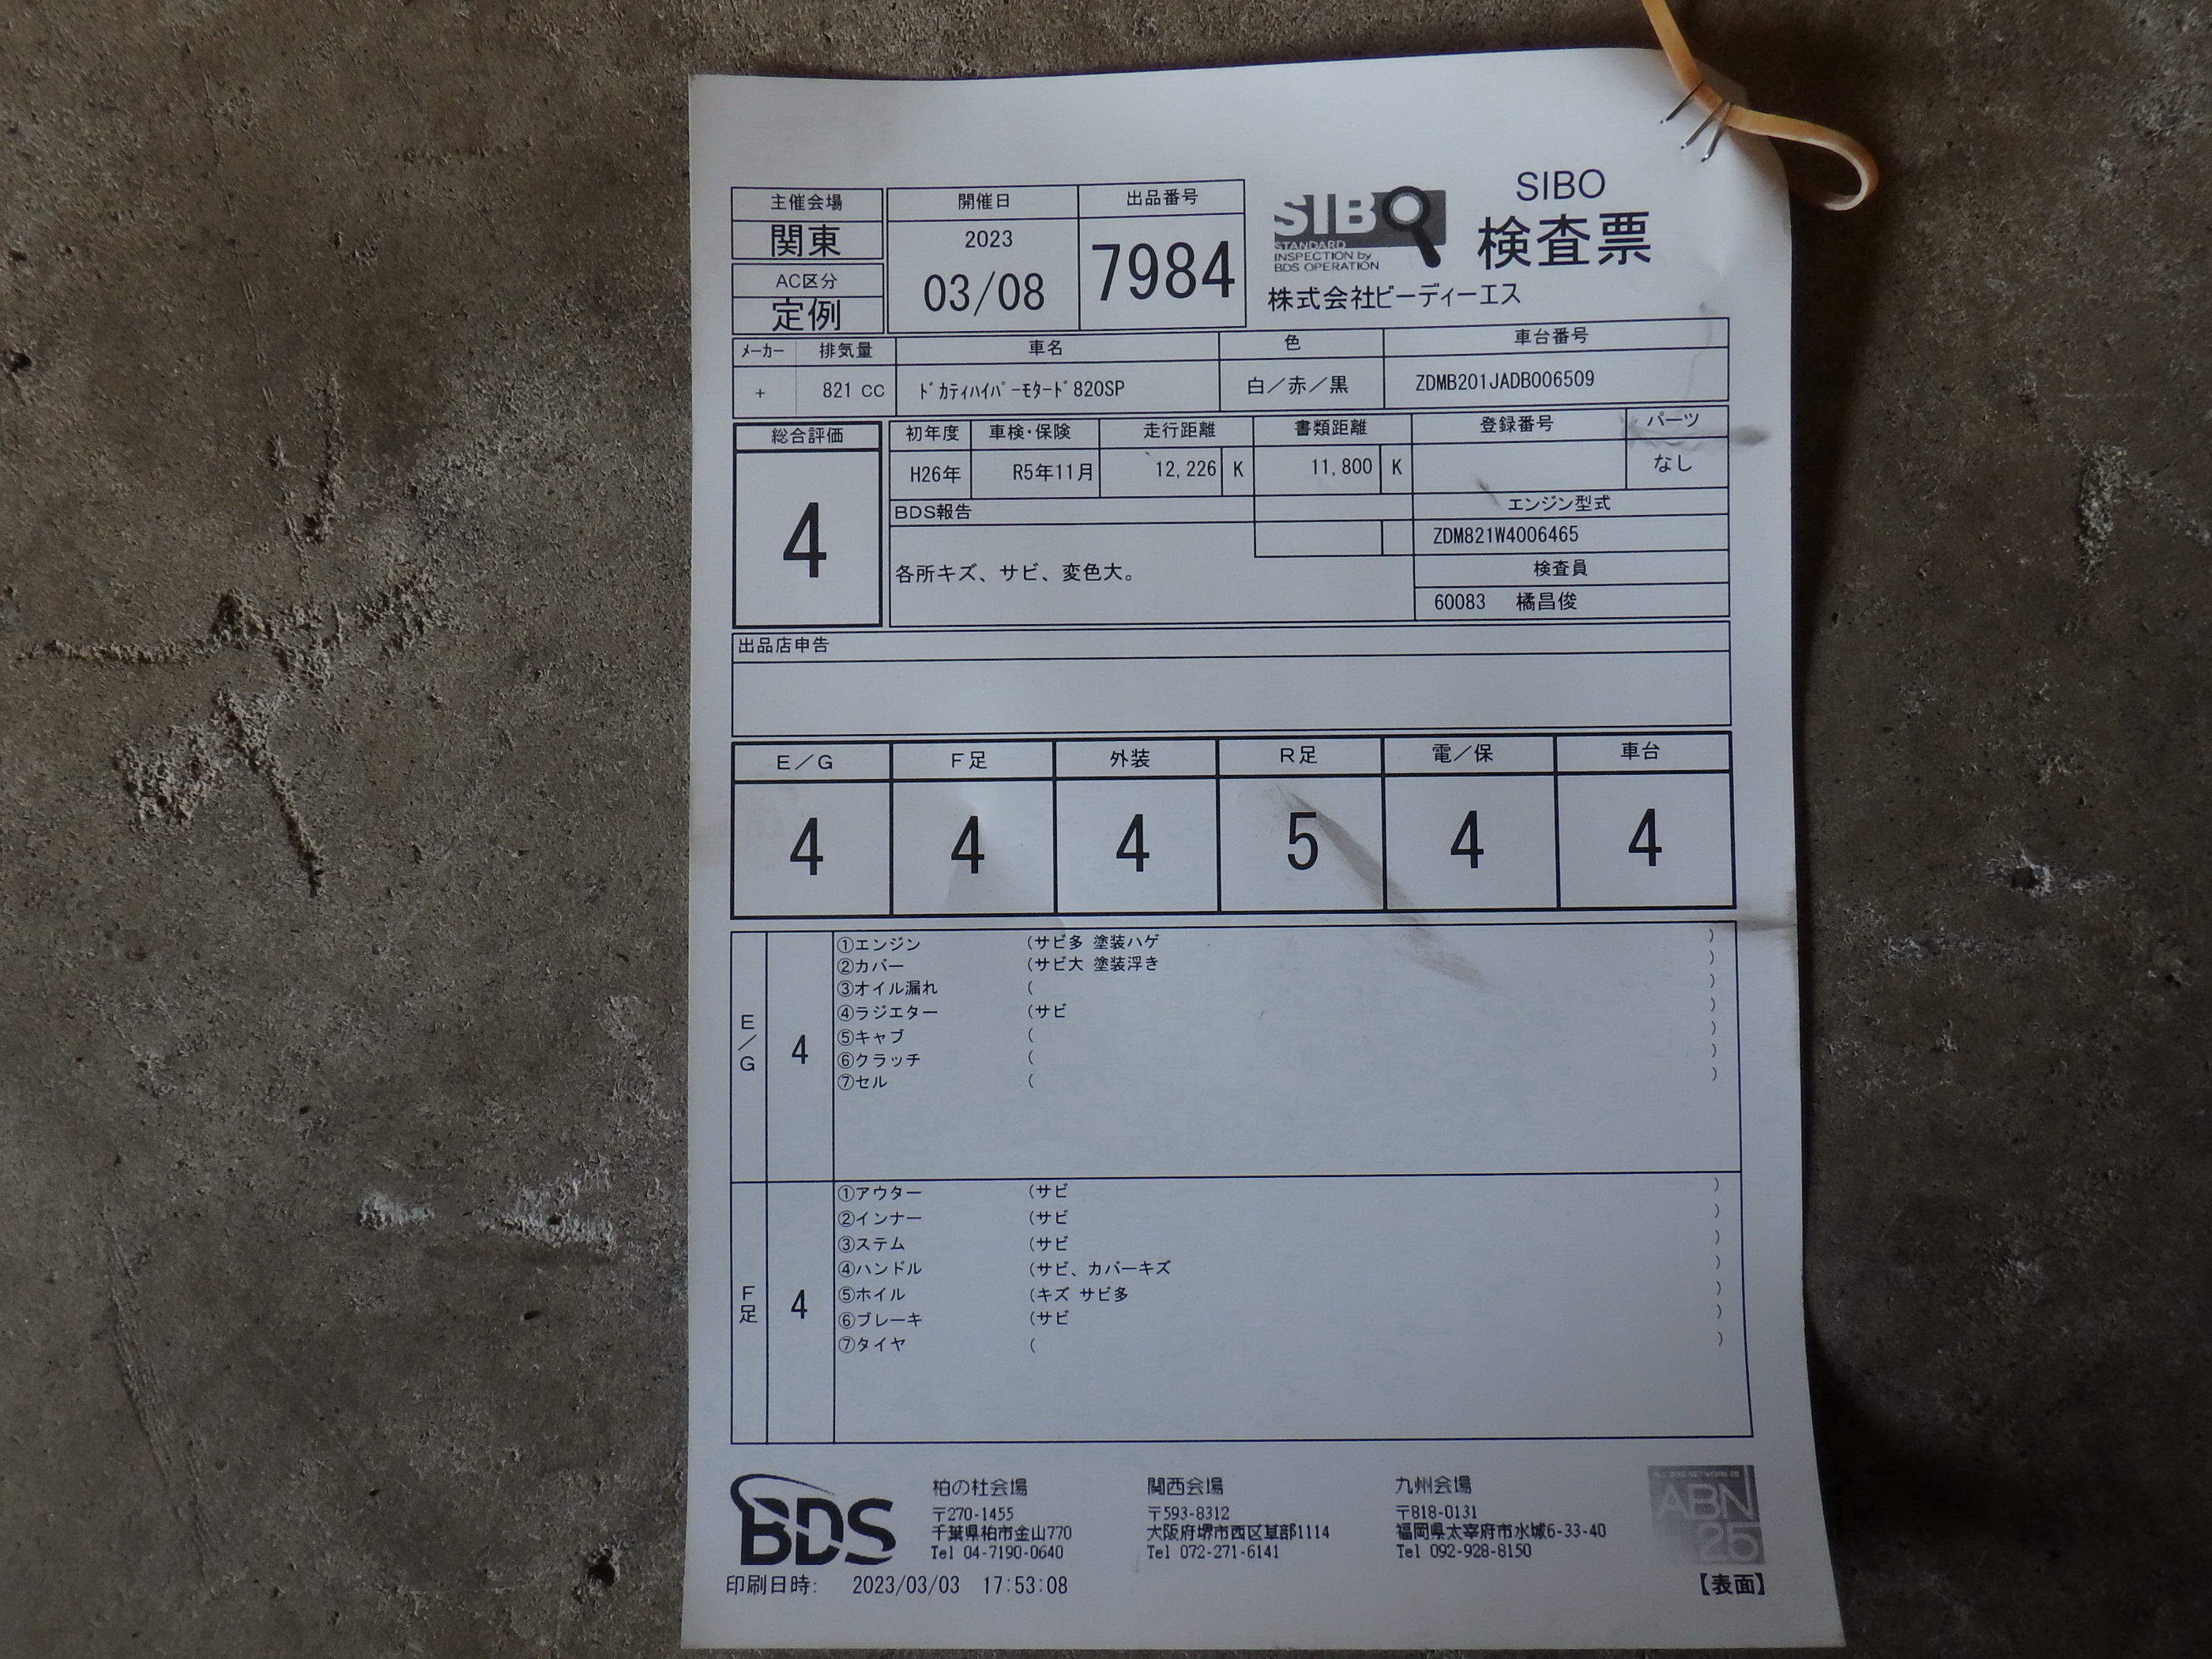 主催会場
関東
AC区分
定例
開催日
2023
03/08
出品番号
7984
SIBO
STANDARD
INSPECTION by
BDS OPERATION
SIBO
検査票
株式会社ビーディーエス
メーカー 排気量 車名 色 車台番号
+ 821 CC ドカティハイパーモタード820SP 白／赤／黒 ZDMB201JADB006509
総合評価
4
初年度 車検・保険 走行距離 書類距離 登録番号 パーツ
H26年 R5年11月 12,226 K 11,800 K なし
BDS報告
各所キズ、サビ、変色大。
エンジン型式
ZDM821W4006465
検査員
60083 橘昌俊
出品店申告
E／G F足 外装 R足 電／保 車台
4 4 4 5 4 4
E／G 4
①エンジン (サビ多 塗装ハゲ )
②カバー (サビ大 塗装浮き )
③オイル漏れ ( )
④ラジエター (サビ )
⑤キャブ ( )
⑥クラッチ ( )
⑦セル ( )
F足 4
①アウター (サビ )
②インナー (サビ )
③ステム (サビ )
④ハンドル (サビ、カバーキズ )
⑤ホイル (キズ サビ多 )
⑥ブレーキ (サビ )
⑦タイヤ ( )
BDS
柏の杜会場
〒270-1455
千葉県柏市金山770
Tel 04-7190-0640
関西会場
〒593-8312
大阪府堺市西区草部1114
Tel 072-271-6141
九州会場
〒818-0131
福岡県太宰府市水城6-33-40
Tel 092-928-8150
ABN
25
印刷日時: 2023/03/03 17:53:08
【表面】